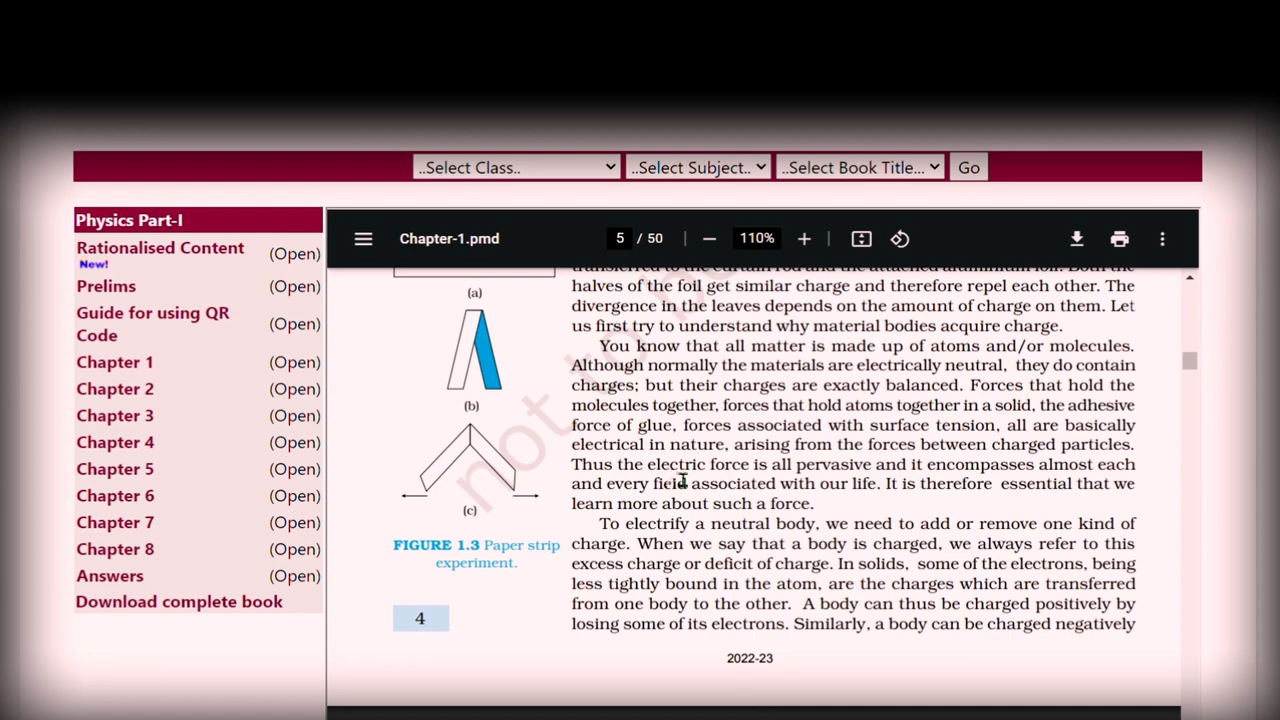 ..Select Class.. ..Select Subject.. ..Select Book Title... Go
Physics Part-I
Rationalised Content (Open)
New!
Prelims (Open)
Guide for using QR
Code (Open)
Chapter 1 (Open)
Chapter 2 (Open)
Chapter 3 (Open)
Chapter 4 (Open)
Chapter 5 (Open)
Chapter 6 (Open)
Chapter 7 (Open)
Chapter 8 (Open)
Answers (Open)
Download complete book
Chapter-1.pmd 5 / 50 110%
(a)
(b)
(c)
FIGURE 1.3 Paper strip
experiment.
4
halves of the foil get similar charge and therefore repel each other. The
divergence in the leaves depends on the amount of charge on them. Let
us first try to understand why material bodies acquire charge.
You know that all matter is made up of atoms and/or molecules.
Although normally the materials are electrically neutral, they do contain
charges; but their charges are exactly balanced. Forces that hold the
molecules together, forces that hold atoms together in a solid, the adhesive
force of glue, forces associated with surface tension, all are basically
electrical in nature, arising from the forces between charged particles.
Thus the electric force is all pervasive and it encompasses almost each
and every field associated with our life. It is therefore essential that we
learn more about such a force.
To electrify a neutral body, we need to add or remove one kind of
charge. When we say that a body is charged, we always refer to this
excess charge or deficit of charge. In solids, some of the electrons, being
less tightly bound in the atom, are the charges which are transferred
from one body to the other. A body can thus be charged positively by
losing some of its electrons. Similarly, a body can be charged negatively
2022-23
not to be